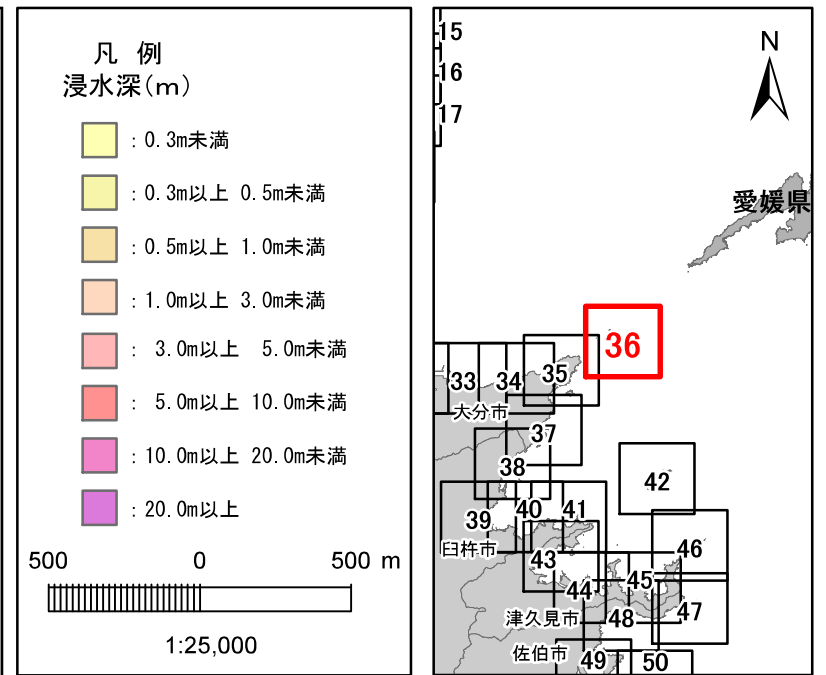 凡 例
浸水深(m)
: 0.3m未満
: 0.3m以上 0.5m未満
: 0.5m以上 1.0m未満
: 1.0m以上 3.0m未満
: 3.0m以上 5.0m未満
: 5.0m以上 10.0m未満
: 10.0m以上 20.0m未満
: 20.0m以上
500 0 500 m
1:25,000
15
16
17
N
愛媛県
36
33 34 35
大分市
37
38
42
39 40 41
臼杵市
43
44
45
46
47
津久見市 48
佐伯市
49 50